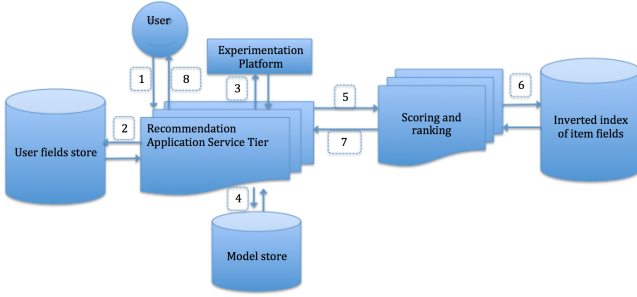 User
Experimentation
Platform
1
8
3
5
6
2
Recommendation
Application Service Tier
Scoring and
ranking
Inverted index
of item fields
User fields store
7
4
Model store